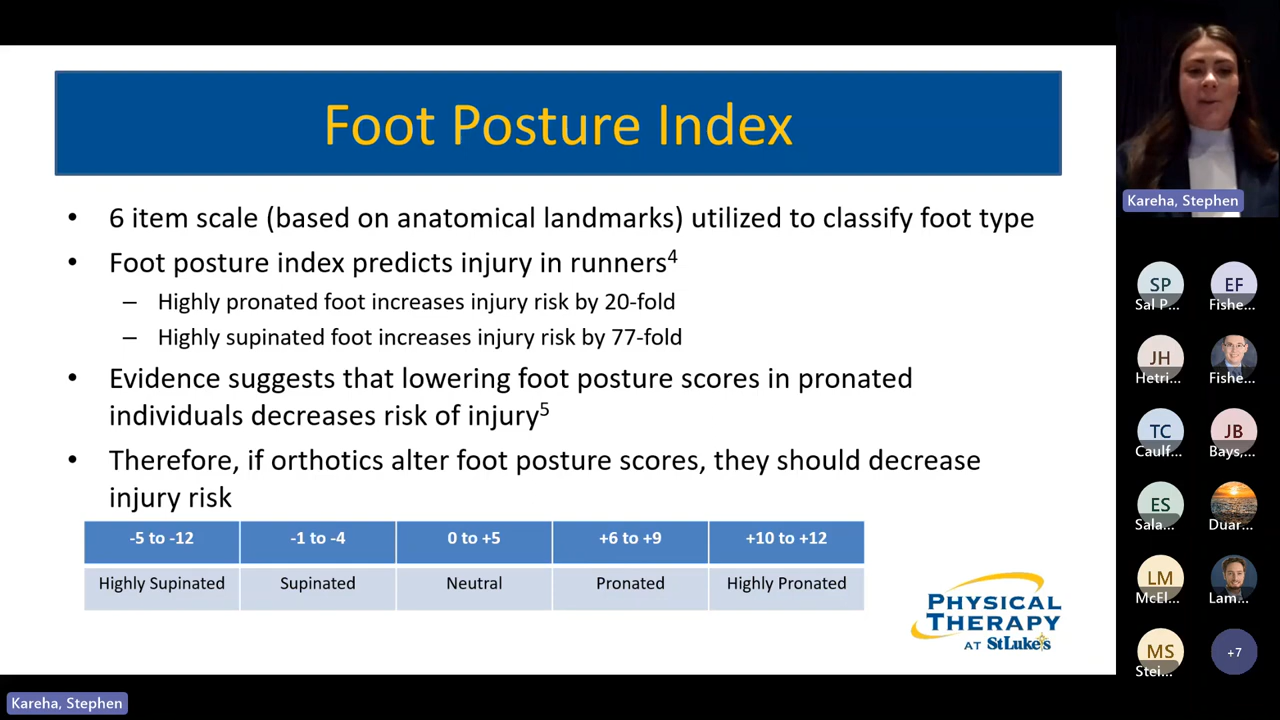 Foot Posture Index
• 6 item scale (based on anatomical landmarks) utilized to classify foot type
• Foot posture index predicts injury in runners4
– Highly pronated foot increases injury risk by 20-fold
– Highly supinated foot increases injury risk by 77-fold
• Evidence suggests that lowering foot posture scores in pronated
individuals decreases risk of injury5
• Therefore, if orthotics alter foot posture scores, they should decrease
injury risk
-5 to -12 -1 to -4 0 to +5 +6 to +9 +10 to +12
Highly Supinated Supinated Neutral Pronated Highly Pronated
PHYSICAL
THERAPY
AT StLuke's
Kareha, Stephen
SP EF
Sal P... Fishe...
JH
Hetri... Fishe...
TC JB
Caulf... Bays,...
ES
Sala... Duar...
LM
McEl... Lam...
MS +7
Stei...
Kareha, Stephen